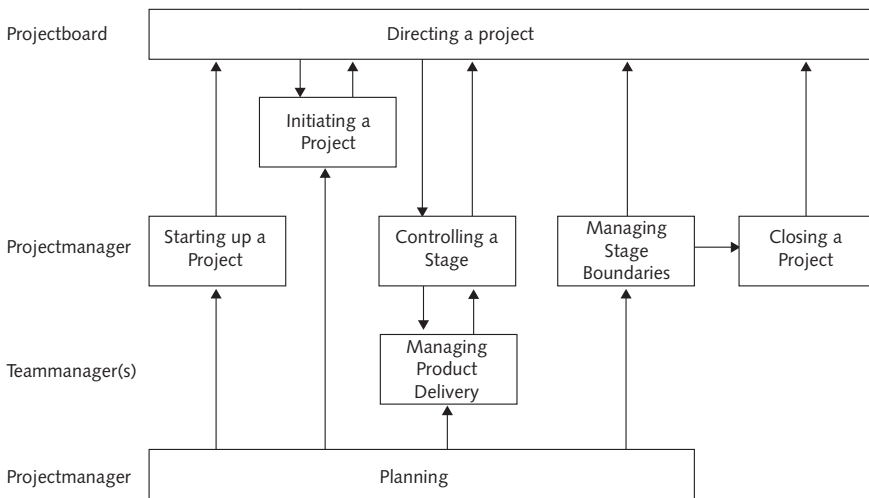 Projectboard
Directing a project
Initiating a
Project
Projectmanager
Starting up a
Project
Controlling a
Stage
Managing
Stage
Boundaries
Closing a
Project
Teammanager(s)
Managing
Product
Delivery
Projectmanager
Planning